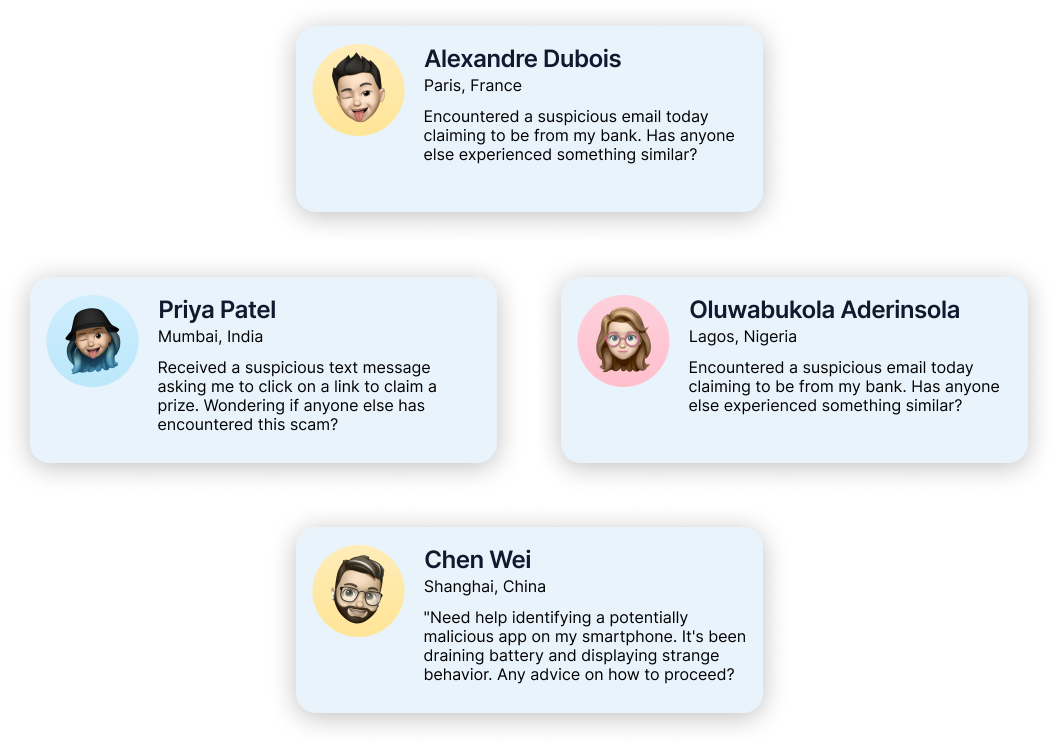 Alexandre Dubois
Paris, France
Encountered a suspicious email today
claiming to be from my bank. Has anyone
else experienced something similar?
Priya Patel
Mumbai, India
Received a suspicious text message
asking me to click on a link to claim a
prize. Wondering if anyone else has
encountered this scam?
Oluwabukola Aderinsola
Lagos, Nigeria
Encountered a suspicious email today
claiming to be from my bank. Has anyone
else experienced something similar?
Chen Wei
Shanghai, China
"Need help identifying a potentially
malicious app on my smartphone. It's been
draining battery and displaying strange
behavior. Any advice on how to proceed?